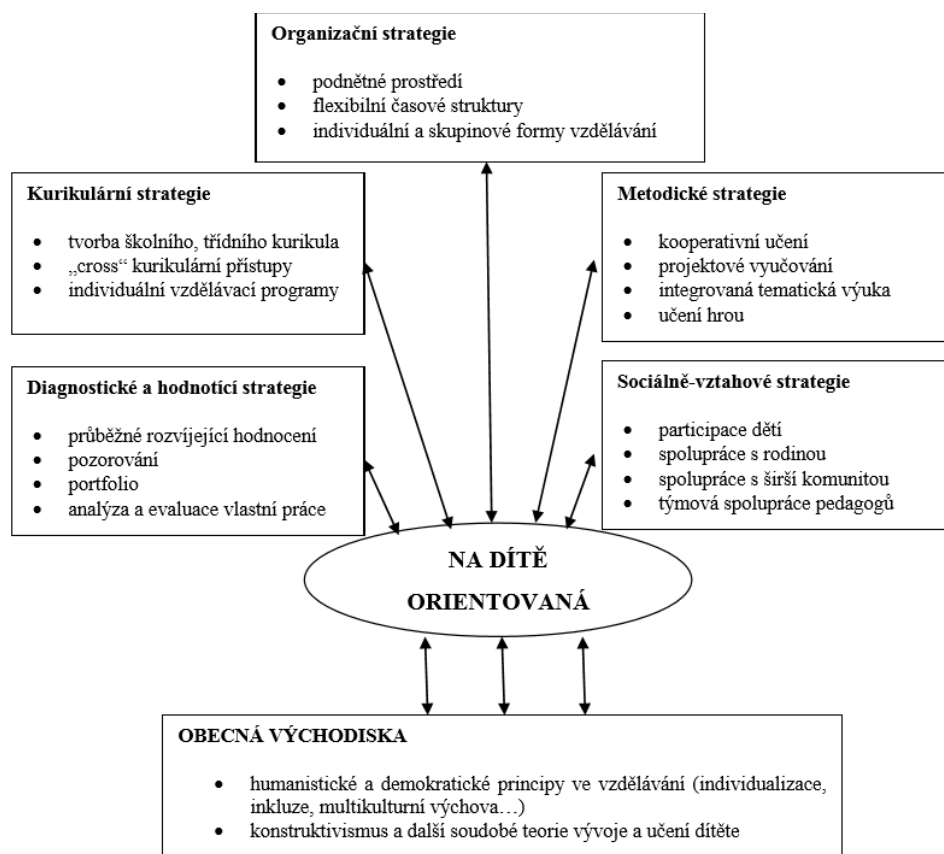 Organizační strategie
• podnětné prostředí
• flexibilní časové struktury
• individuální a skupinové formy vzdělávání
Kurikulární strategie
• tvorba školního, třídního kurikula
• „cross“ kurikulární přístupy
• individuální vzdělávací programy
Metodické strategie
• kooperativní učení
• projektové vyučování
• integrovaná tematická výuka
• učení hrou
Diagnostické a hodnotící strategie
• průběžné rozvíjející hodnocení
• pozorování
• portfolio
• analýza a evaluace vlastní práce
Sociálně-vztahové strategie
• participace dětí
• spolupráce s rodinou
• spolupráce s širší komunitou
• týmová spolupráce pedagogů
NA DÍTĚ
ORIENTOVANÁ
OBECNÁ VÝCHODISKA
• humanistické a demokratické principy ve vzdělávání (individualizace,
inkluze, multikulturní výchova…)
• konstruktivismus a další soudobé teorie vývoje a učení dítěte